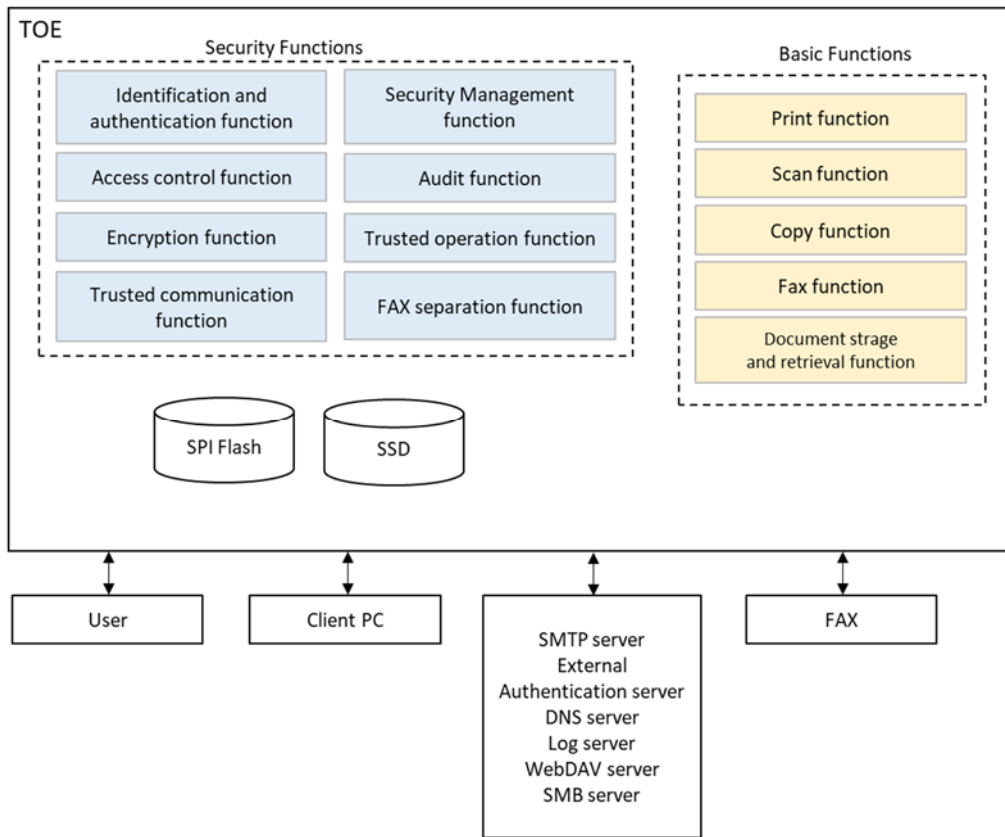 TOE
Security Functions
Identification and
authentication function
Security Management
function
Access control function
Audit function
Encryption function
Trusted operation function
Trusted communication
function
FAX separation function
Basic Functions
Print function
Scan function
Copy function
Fax function
Document strage
and retrieval function
SPI Flash
SSD
User
Client PC
SMTP server
External
Authentication server
DNS server
Log server
WebDAV server
SMB server
FAX